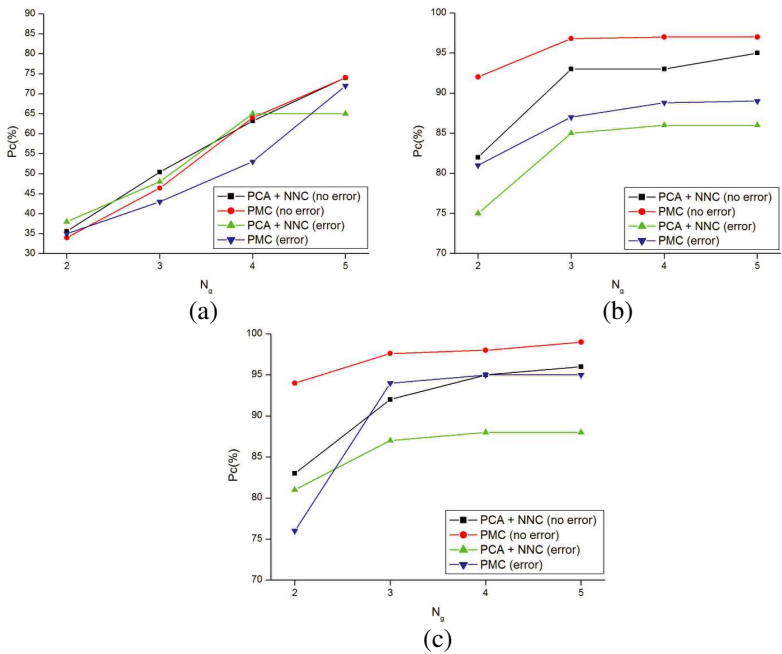 90
85
80
75
70
65
60
55
50
45
40
35
30
Pc(%)
PCA + NNC (no error)
PMC (no error)
PCA + NNC (error)
PMC (error)
2 3 4 5
Ng
(a)
100
95
90
85
80
75
70
Pc(%)
PCA + NNC (no error)
PMC (no error)
PCA + NNC (error)
PMC (error)
2 3 4 5
Ng
(b)
100
95
90
85
80
75
70
Pc(%)
PCA + NNC (no error)
PMC (no error)
PCA + NNC (error)
PMC (error)
2 3 4 5
Ng
(c)